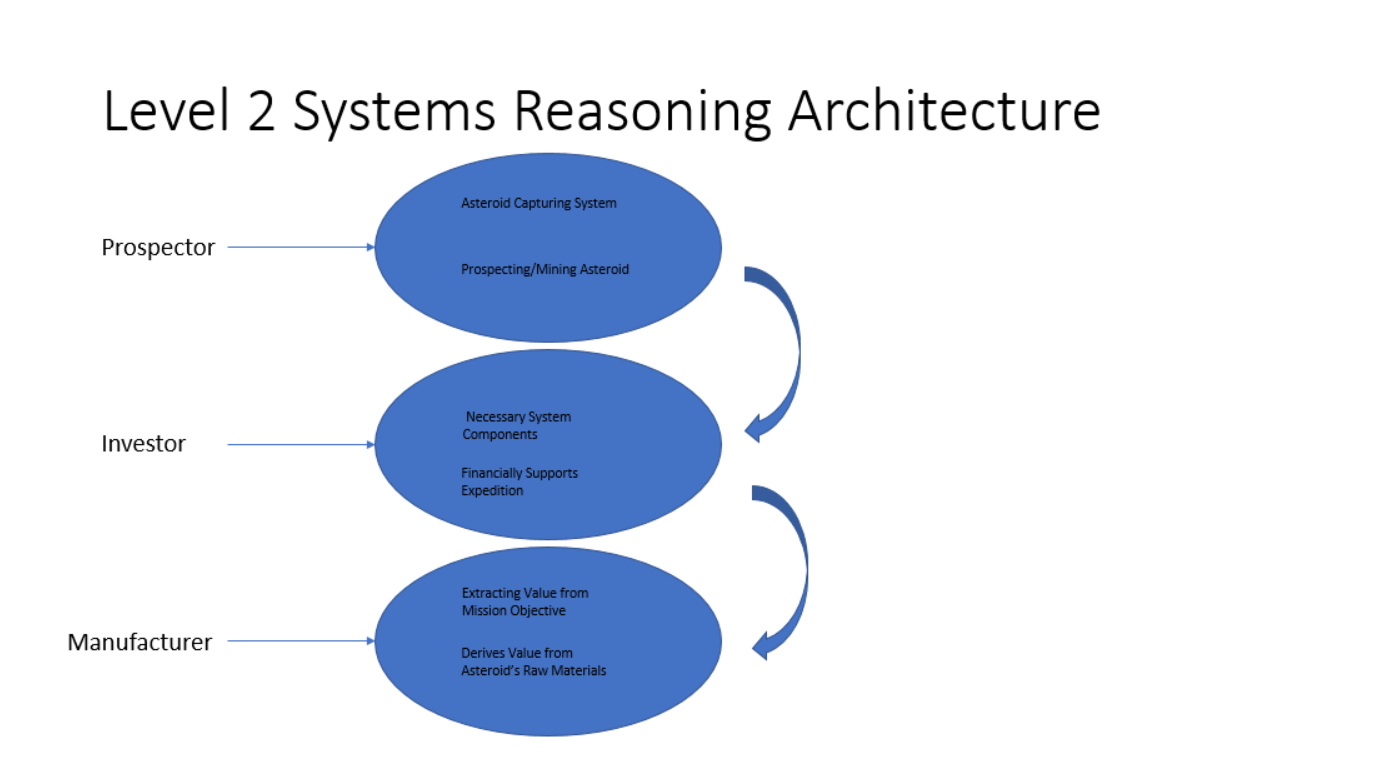 Level 2 Systems Reasoning Architecture
Asteroid Capturing System
Prospector
Prospecting/Mining Asteroid
Necessary System
Components
Investor
Financially Supports
Expedition
Extracting Value from
Mission Objective
Manufacturer
Derives Value from
Asteroid’s Raw Materials